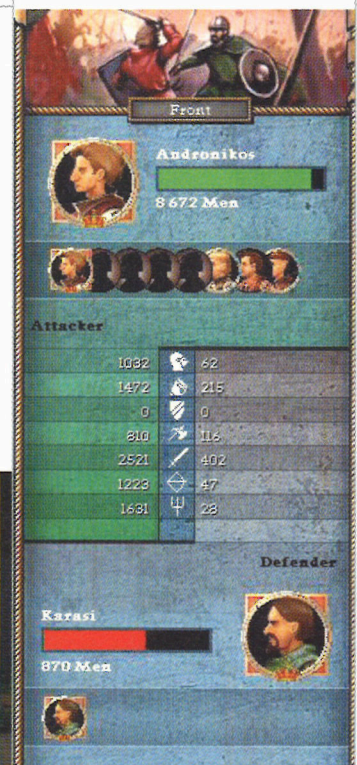 Front
Andronikos
8 672 Men
Attacker
1032 62
1472 215
0 0
810 116
2521 402
1223 47
1631 28
Defender
Karasi
870 Men